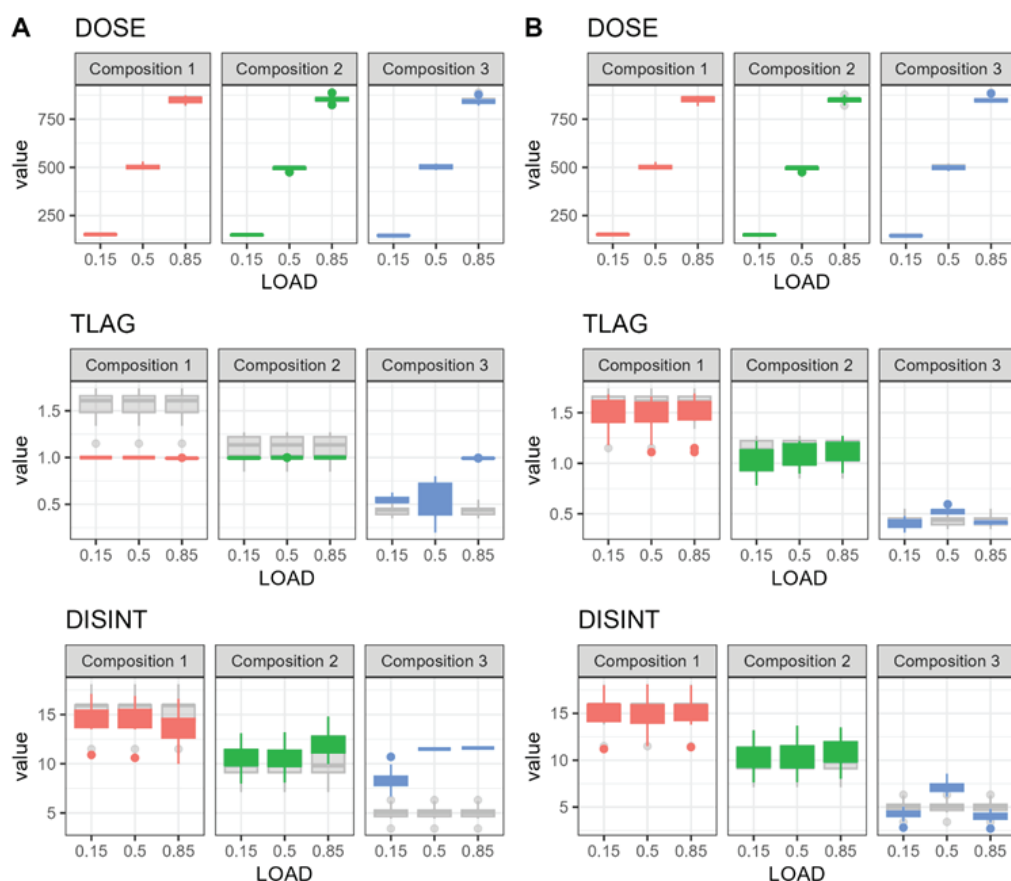 A DOSE
Composition 1 Composition 2 Composition 3
value
750
500
250
0.15 0.5 0.85 0.15 0.5 0.85 0.15 0.5 0.85
LOAD
TLAG
Composition 1 Composition 2 Composition 3
value
1.5
1.0
0.5
0.15 0.5 0.85 0.15 0.5 0.85 0.15 0.5 0.85
LOAD
DISINT
Composition 1 Composition 2 Composition 3
value
15
10
5
0.15 0.5 0.85 0.15 0.5 0.85 0.15 0.5 0.85
LOAD
B DOSE
Composition 1 Composition 2 Composition 3
value
750
500
250
0.15 0.5 0.85 0.15 0.5 0.85 0.15 0.5 0.85
LOAD
TLAG
Composition 1 Composition 2 Composition 3
value
1.5
1.0
0.5
0.15 0.5 0.85 0.15 0.5 0.85 0.15 0.5 0.85
LOAD
DISINT
Composition 1 Composition 2 Composition 3
value
15
10
5
0.15 0.5 0.85 0.15 0.5 0.85 0.15 0.5 0.85
LOAD